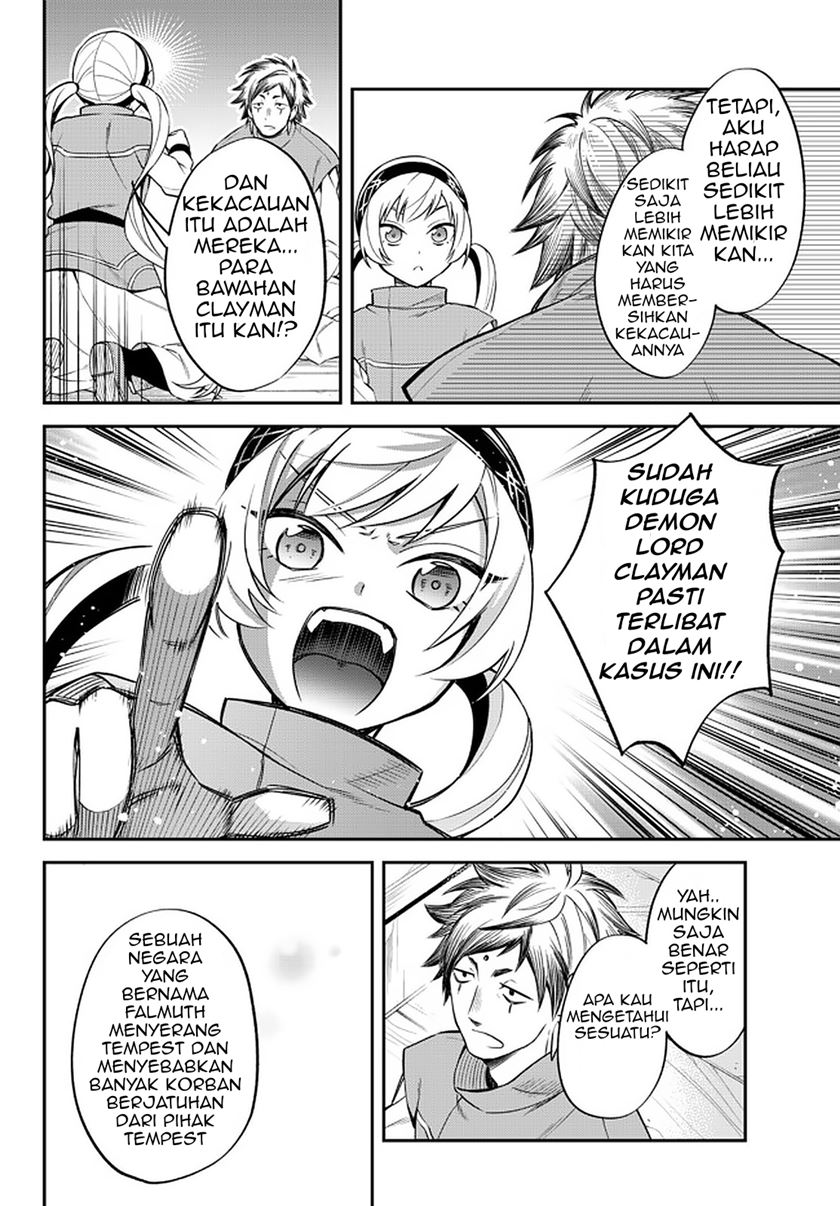 TETAPI,
AKU
HARAP
BELIAU
SEDIKIT
LEBIH
MEMIKIR
KAN...
SEDIKIT
SAJA
LEBIH
MEMIKIR
KAN KITA
YANG
HARUS
MEMBER-
SIHKAN
KEKACAU-
ANNYA
DAN
KEKACAUAN
ITU ADALAH
MEREKA...
PARA
BAWAHAN
CLAYMAN
ITU KAN!?
SUDAH
KUDUGA
DEMON
LORD
CLAYMAN
PASTI
TERLIBAT
DALAM
KASUS INI!!
YAH..
MUNGKIN
SAJA
BENAR
SEPERTI
ITU,
TAPI...
APA KAU
MENGETAHUI
SESUATU?
SEBUAH
NEGARA
YANG
BERNAMA
FALMUTH
MENYERANG
TEMPEST DAN
MENYEBABKAN
BANYAK KORBAN
BERJATUHAN
DARI PIHAK
TEMPEST